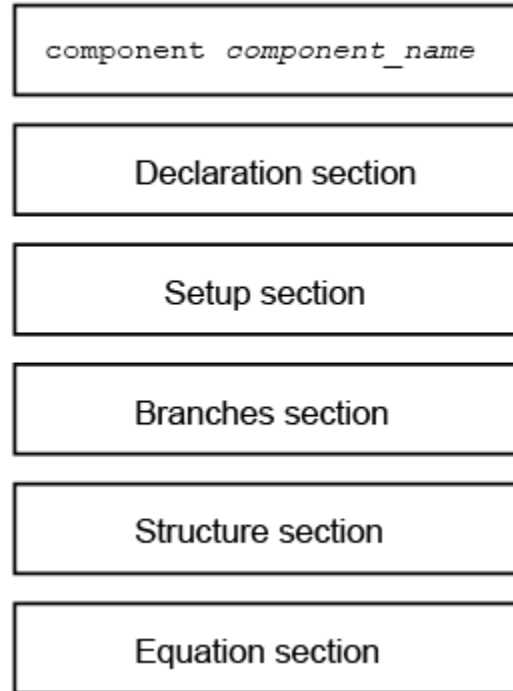 component component_name
Declaration section
Setup section
Branches section
Structure section
Equation section